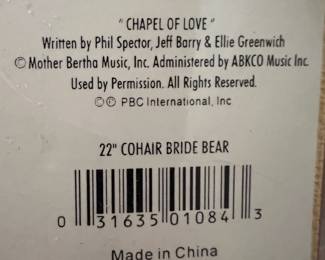 " CHAPEL OF LOVE "
Written by Phil Spector, Jeff Barry & Ellie Greenwich
© Mother Bertha Music, Inc. Administered by ABKCO Music Inc.
Used by Permission. All Rights Reserved.
©℗ PBC International, Inc
22" COHAIR BRIDE BEAR
0 31635 01084 3
Made in China